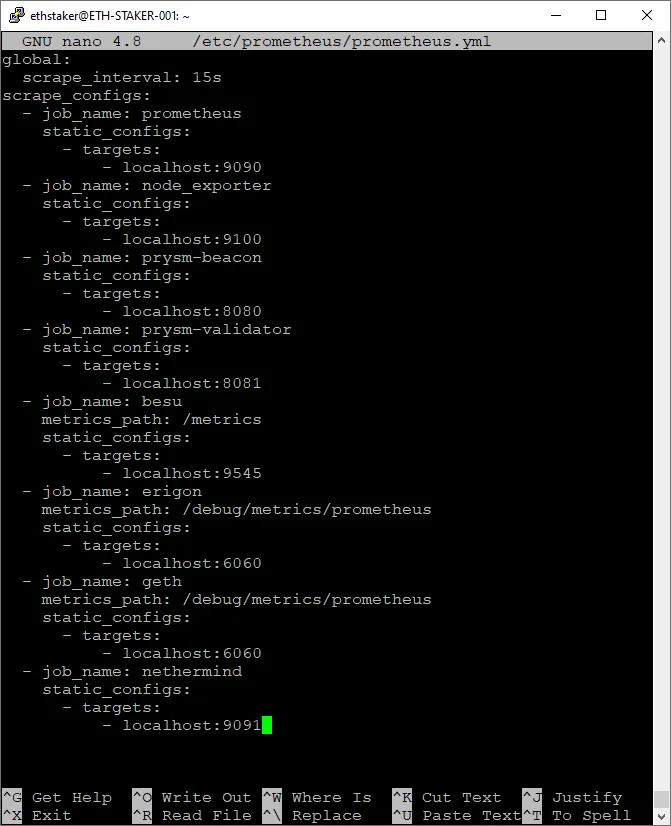 ethstaker@ETH-STAKER-001: ~
GNU nano 4.8 /etc/prometheus/prometheus.yml
global:
  scrape_interval: 15s
scrape_configs:
  - job_name: prometheus
    static_configs:
      - targets:
          - localhost:9090
  - job_name: node_exporter
    static_configs:
      - targets:
          - localhost:9100
  - job_name: prysm-beacon
    static_configs:
      - targets:
          - localhost:8080
  - job_name: prysm-validator
    static_configs:
      - targets:
          - localhost:8081
  - job_name: besu
    metrics_path: /metrics
    static_configs:
      - targets:
          - localhost:9545
  - job_name: erigon
    metrics_path: /debug/metrics/prometheus
    static_configs:
      - targets:
          - localhost:6060
  - job_name: geth
    metrics_path: /debug/metrics/prometheus
    static_configs:
      - targets:
          - localhost:6060
  - job_name: nethermind
    static_configs:
      - targets:
          - localhost:9091
^G Get Help ^O Write Out ^W Where Is ^K Cut Text ^J Justify
^X Exit ^R Read File ^\ Replace ^U Paste Text ^T To Spell